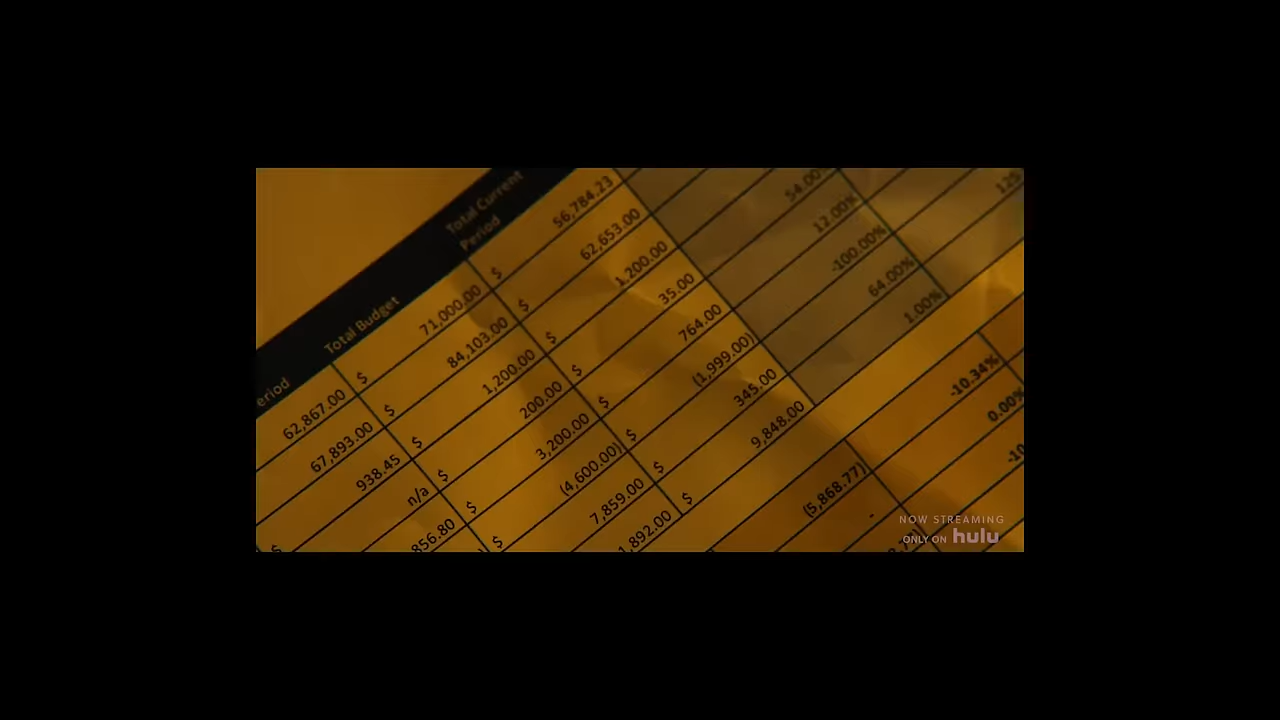 eriod Total Budget Total Current Period
62,867.00 $ 71,000.00 $ 56,784.23
67,893.00 $ 84,103.00 $ 62,653.00
$ 938.45 $ 1,200.00 $ 1,200.00
n/a $ 200.00 $ 35.00 54.00
856.80 $ 3,200.00 $ 764.00 12.00%
$ (4,600.00) $ (1,999.00) -100.00%
7,859.00 $ 345.00 64.00% 125
1,892.00 $ 9,848.00 1.00%
(5,868.77) -10.34%
- 0.00%
-10
NOW STREAMING
ONLY ON hulu